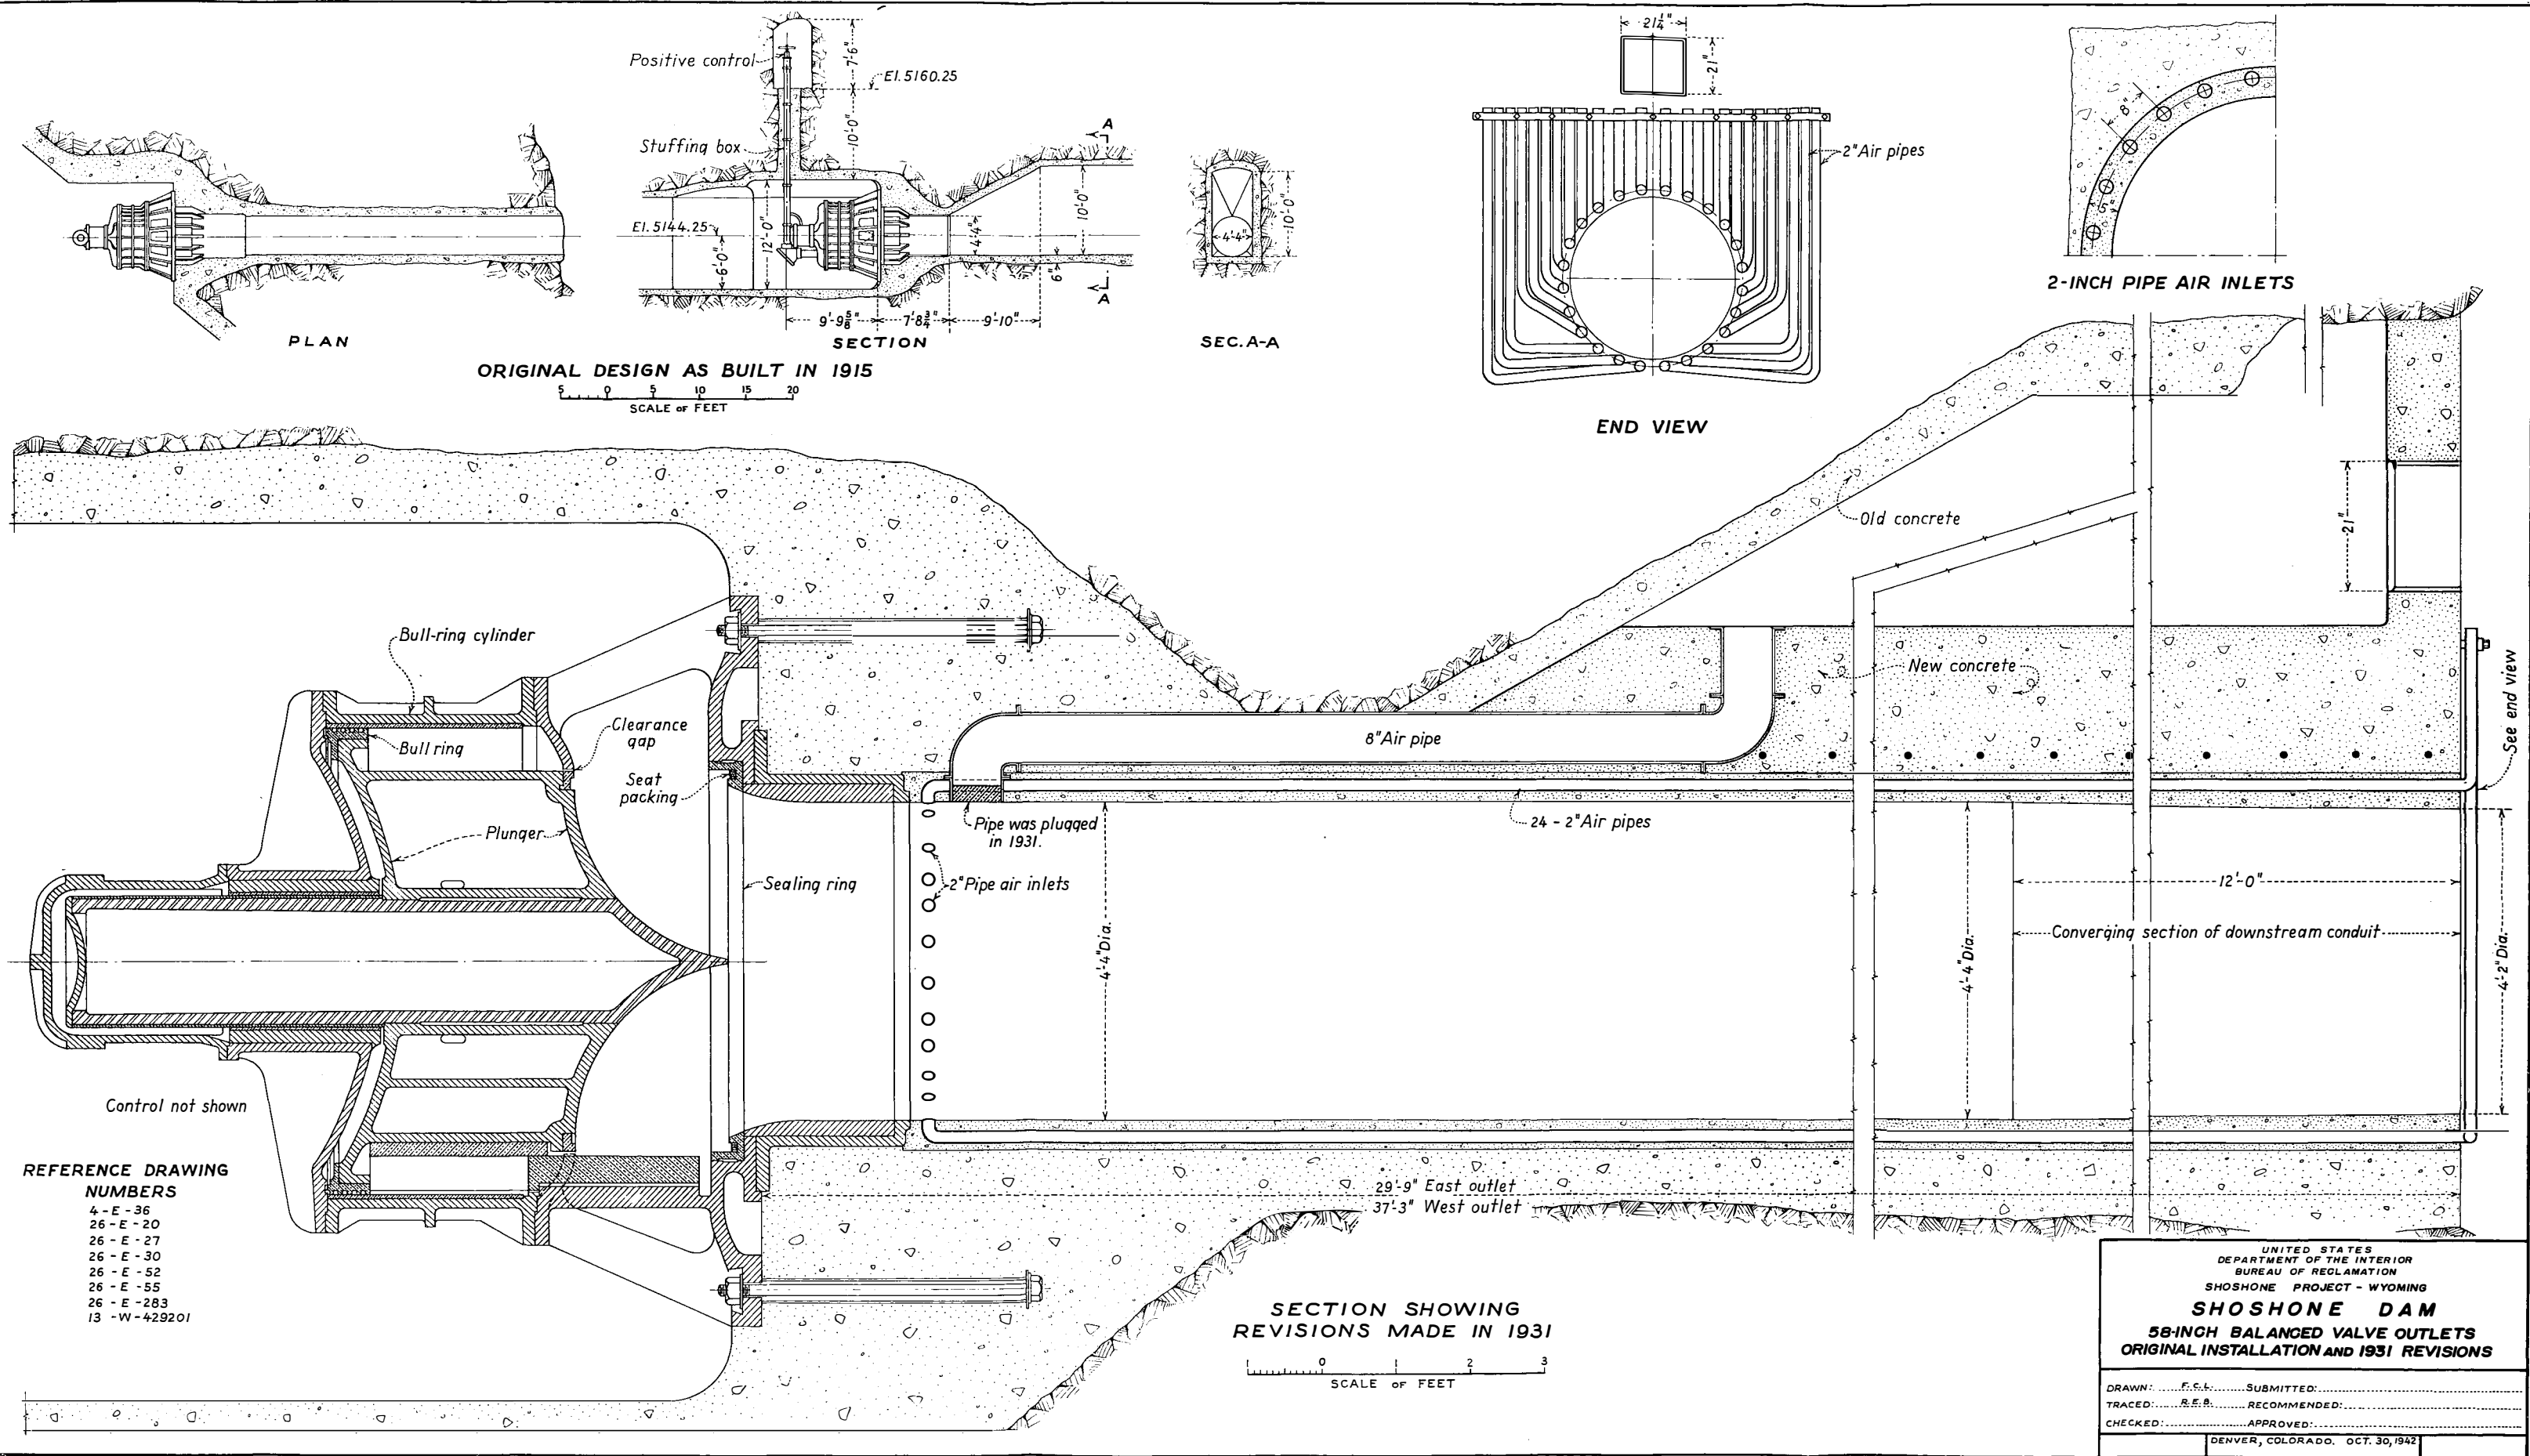 Positive control
7'-6"
El. 5160.25
Stuffing box
10'-0"
A
El. 5144.25
6'-0"
12'-0"
4'-4"
10'-0"
6"
A
9'-9⅝"
7'-8¾"
9'-10"
PLAN
SECTION
ORIGINAL DESIGN AS BUILT IN 1915
5 0 5 10 15 20
SCALE OF FEET
4'-4"
10'-0"
SEC. A-A
21¼"
21"
2" Air pipes
END VIEW
8"
5"
2-INCH PIPE AIR INLETS
Old concrete
21"
Bull-ring cylinder
New concrete
See end view
Bull ring
Clearance
gap
8" Air pipe
Seat
packing
Plunger
Pipe was plugged
in 1931.
24 - 2" Air pipes
Sealing ring
2" Pipe air inlets
12'-0"
4'-4" Dia.
4'-4" Dia.
Converging section of downstream conduit
4'-2" Dia.
Control not shown
29'-9" East outlet
37'-3" West outlet
REFERENCE DRAWING
NUMBERS
4 - E - 36
26 - E - 20
26 - E - 27
26 - E - 30
26 - E - 52
26 - E - 55
26 - E - 283
13 - W - 429201
SECTION SHOWING
REVISIONS MADE IN 1931
1 0 1 2 3
SCALE OF FEET
UNITED STATES
DEPARTMENT OF THE INTERIOR
BUREAU OF RECLAMATION
SHOSHONE PROJECT - WYOMING
SHOSHONE DAM
58-INCH BALANCED VALVE OUTLETS
ORIGINAL INSTALLATION AND 1931 REVISIONS
DRAWN: F.C.L. SUBMITTED:
TRACED: R.E.B. RECOMMENDED:
CHECKED: APPROVED:
DENVER, COLORADO. OCT. 30, 1942